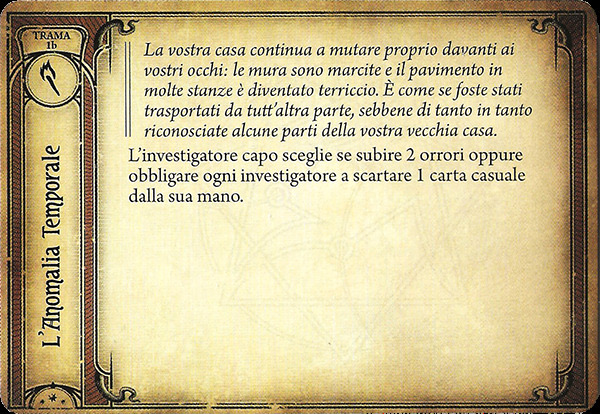 TRAMA
1b
L'Anomalia Temporale
La vostra casa continua a mutare proprio davanti ai
vostri occhi: le mura sono marcite e il pavimento in
molte stanze è diventato terriccio. È come se foste stati
trasportati da tutt'altra parte, sebbene di tanto in tanto
riconosciate alcune parti della vostra vecchia casa.
L'investigatore capo sceglie se subire 2 orrori oppure
obbligare ogni investigatore a scartare 1 carta casuale
dalla sua mano.